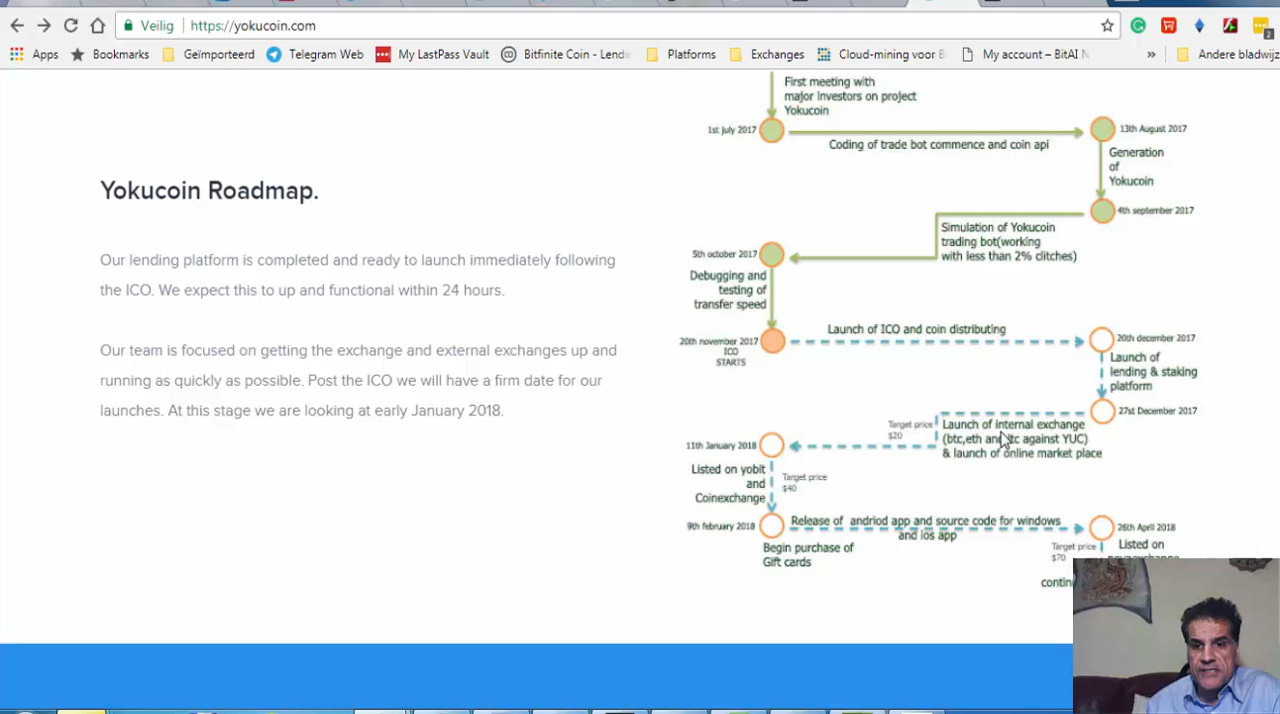 Veilig
https://yokucoin.com
2
Apps
Bookmarks
Geïmporteerd
Telegram Web
My LastPass Vault
Bitfinite Coin - Lendi
Platforms
Exchanges
Cloud-mining voor B
My account – BitAI N
»
Andere bladwijz
Yokucoin Roadmap.
Our lending platform is completed and ready to launch immediately following
the ICO. We expect this to up and functional within 24 hours.
Our team is focused on getting the exchange and external exchanges up and
running as quickly as possible. Post the ICO we will have a firm date for our
launches. At this stage we are looking at early January 2018.
First meeting with
major investors on project
Yokucoin
1st july 2017
Coding of trade bot commence and coin api
13th August 2017
Generation
of
Yokucoin
4th september 2017
Simulation of Yokucoin
trading bot(working
with less than 2% clitches)
5th october 2017
Debugging and
testing of
transfer speed
20th november 2017
ICO
STARTS
Launch of ICO and coin distributing
20th december 2017
Launch of
lending & staking
platform
27st December 2017
Target price
$20
Launch of internal exchange
(btc,eth and ltc against YUC)
& launch of online market place
11th January 2018
Listed on yobit
and
Coinexchange
Target price
$40
9th february 2018
Release of andriod app and source code for windows
and ios app
Begin purchase of
Gift cards
26th April 2018
Target price
$70
Listed on